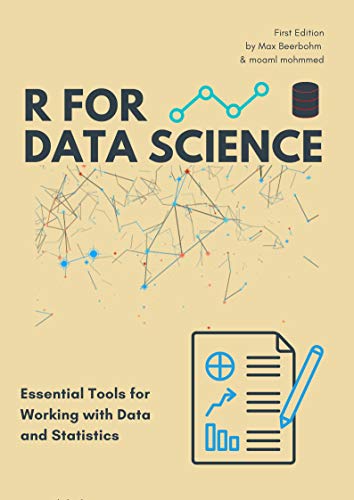 First Edition
by Max Beerbohm
& moaml mohmmed
R FOR
DATA SCIENCE
Essential Tools for
Working with Data
and Statistics